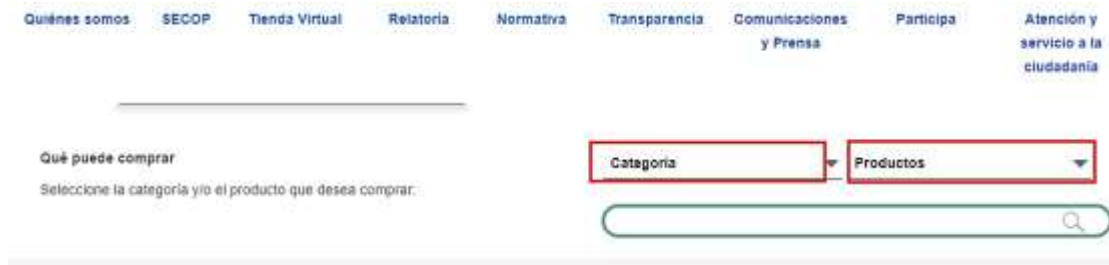 Quiénes somos SECOP Tienda Virtual Relatoría Normativa Transparencia Comunicaciones y Prensa Participa Atención y servicio a la ciudadanía
Qué puede comprar
Categoria Productos
Seleccione la categoría y/o el producto que desea comprar: